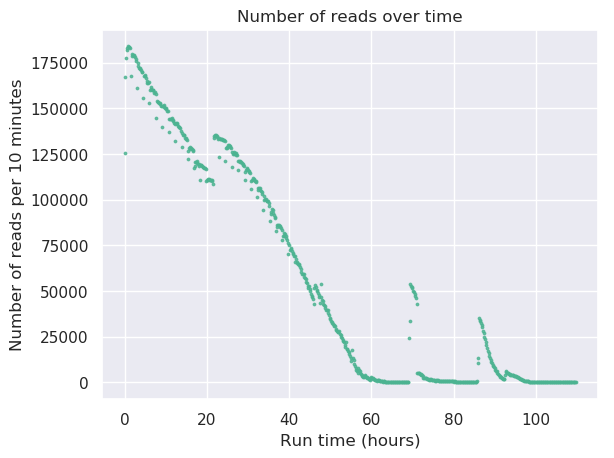 Number of reads over time
Number of reads per 10 minutes
175000
150000
125000
100000
75000
50000
25000
0
0 20 40 60 80 100
Run time (hours)